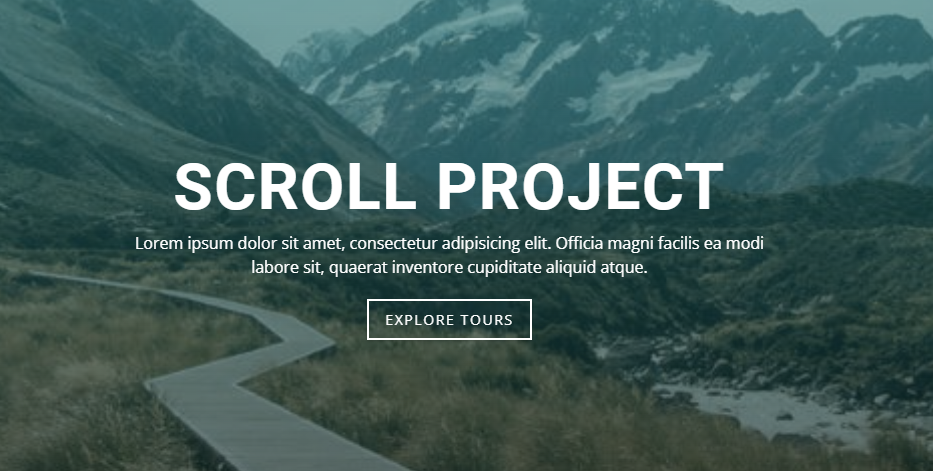 SCROLL PROJECT
Lorem ipsum dolor sit amet, consectetur adipisicing elit. Officia magni facilis ea modi
labore sit, quaerat inventore cupiditate aliquid atque.
EXPLORE TOURS